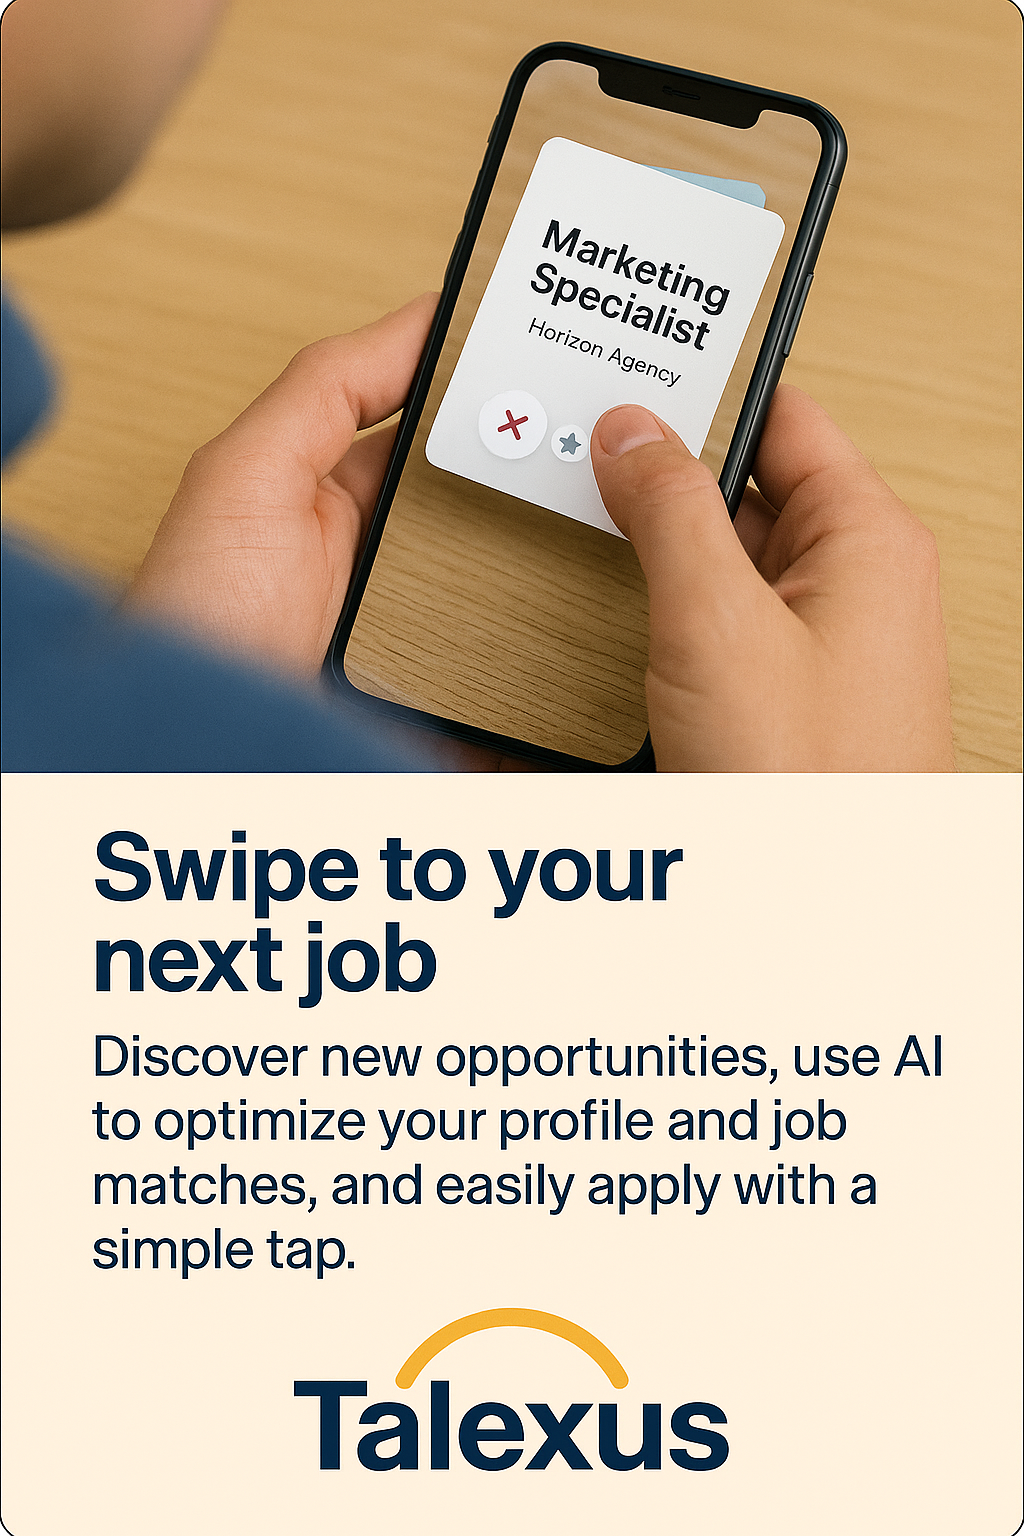 Marketing
Specialist
Horizon Agency
Swipe to your
next job
Discover new opportunities, use AI
to optimize your profile and job
matches, and easily apply with a
simple tap.
Talexus